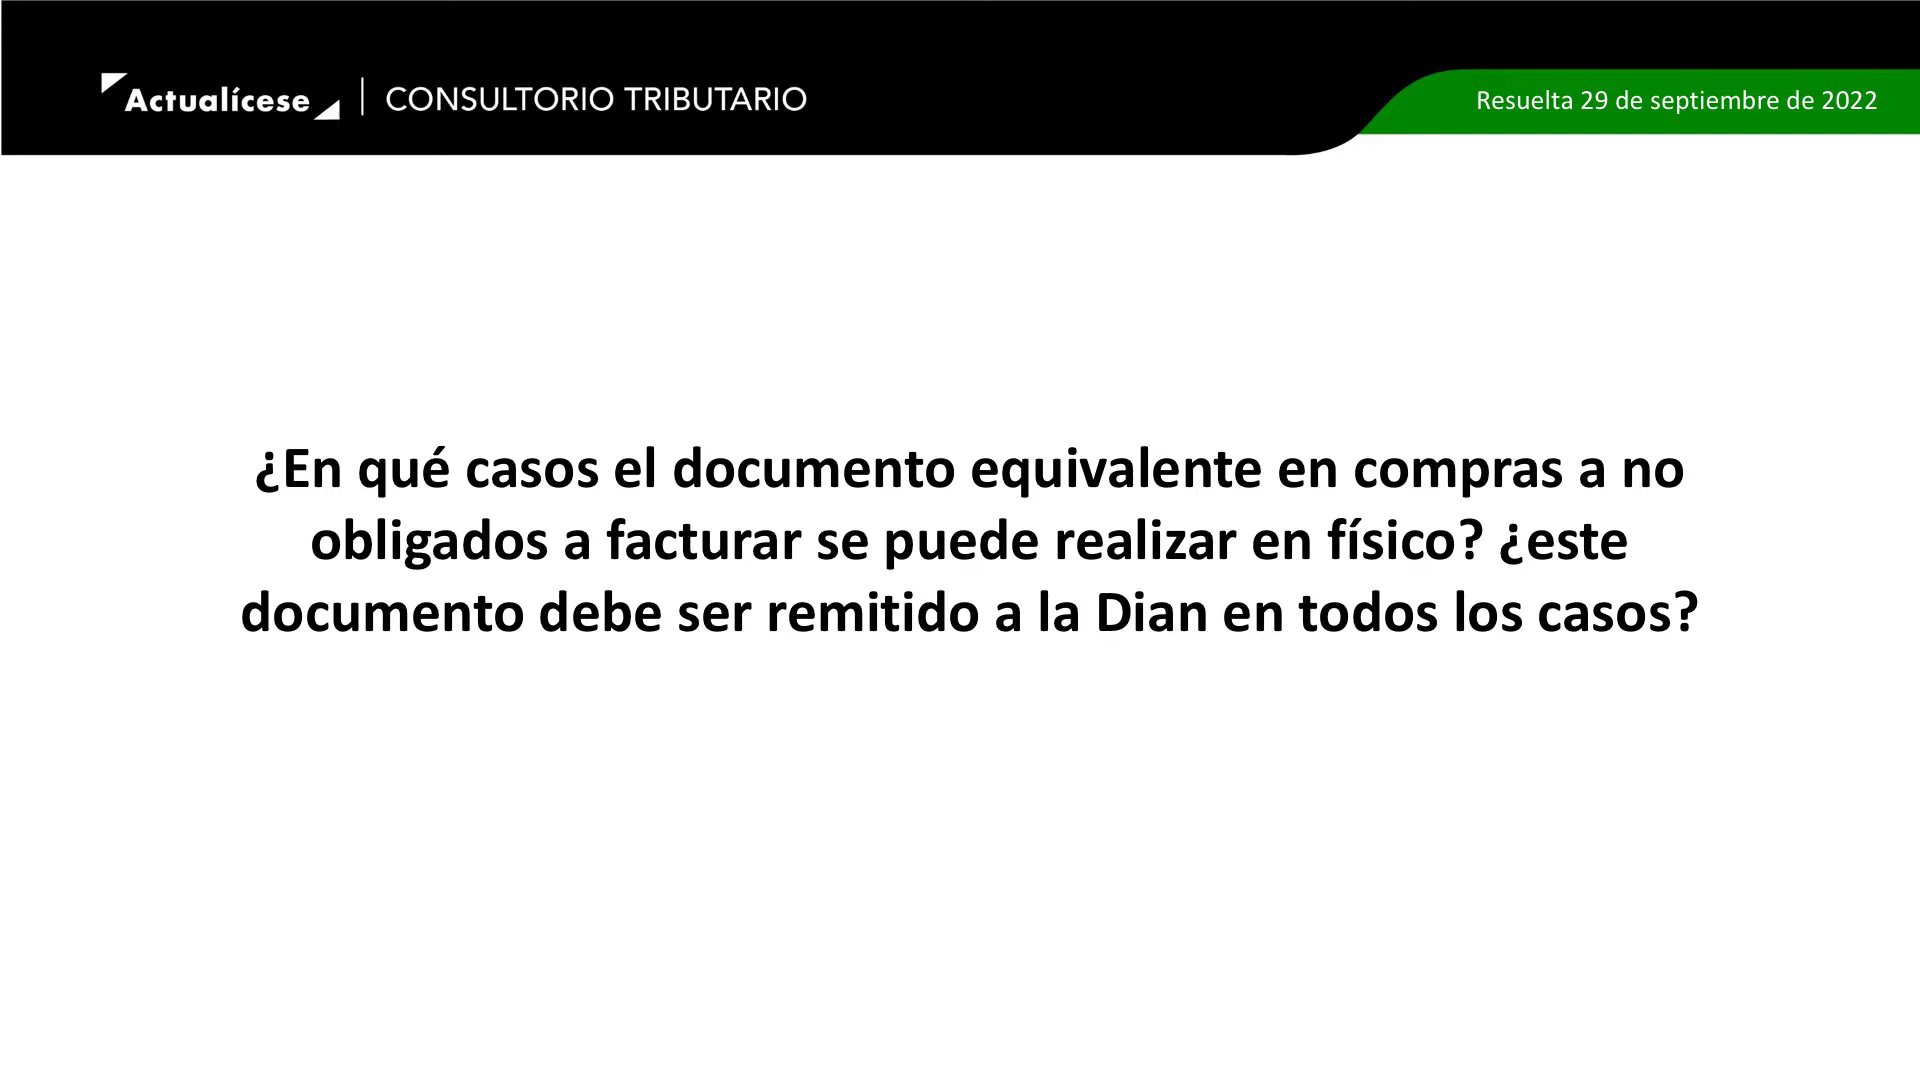 Actualícese | CONSULTORIO TRIBUTARIO
Resuelta 29 de septiembre de 2022
¿En qué casos el documento equivalente en compras a no
obligados a facturar se puede realizar en físico? ¿este
documento debe ser remitido a la Dian en todos los casos?